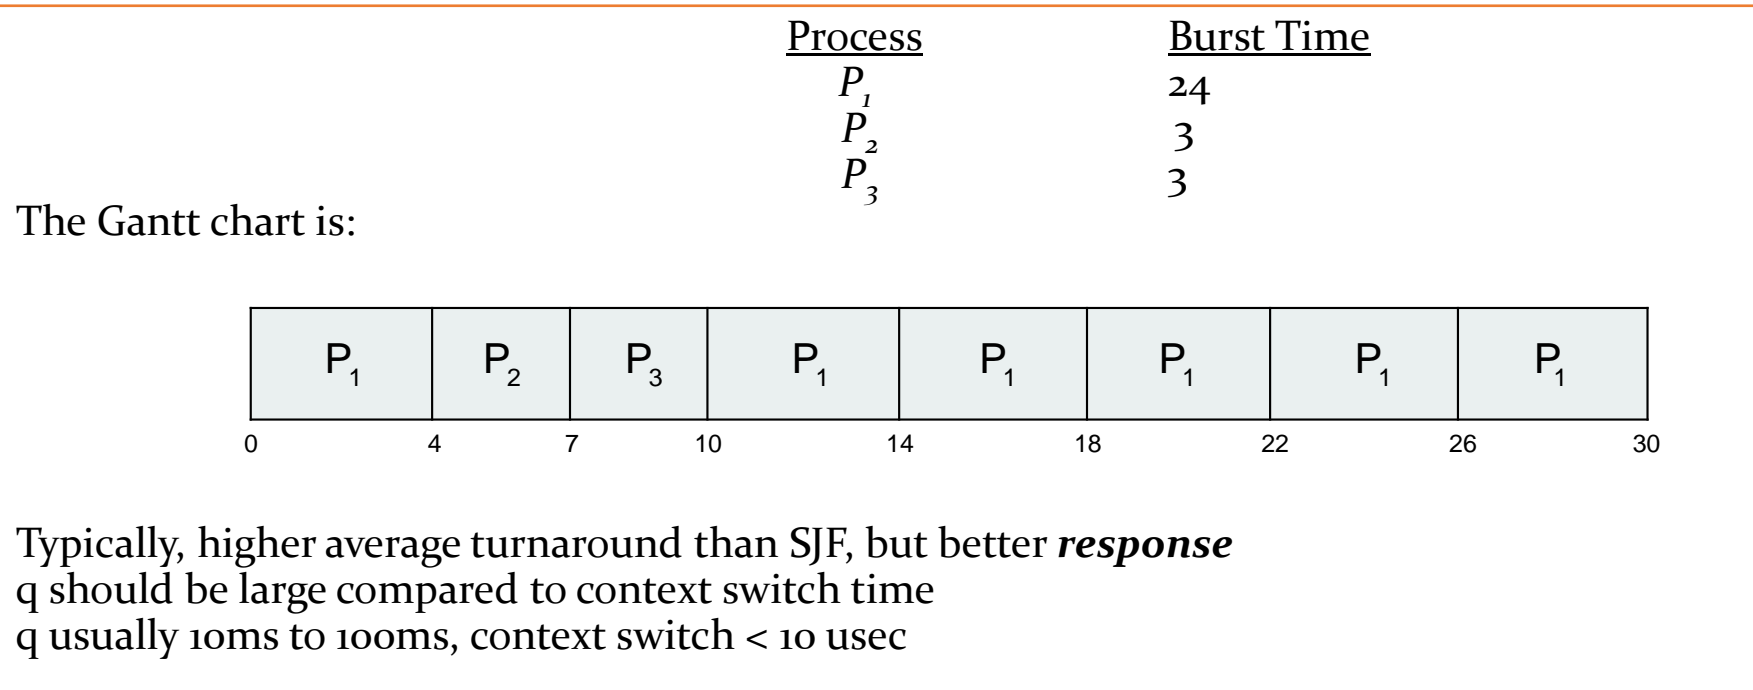 Process Burst Time
P1 24
P2 3
P3 3
The Gantt chart is:
P1 P2 P3 P1 P1 P1 P1 P1
0 4 7 10 14 18 22 26 30
Typically, higher average turnaround than SJF, but better response
q should be large compared to context switch time
q usually 10ms to 100ms, context switch < 10 usec